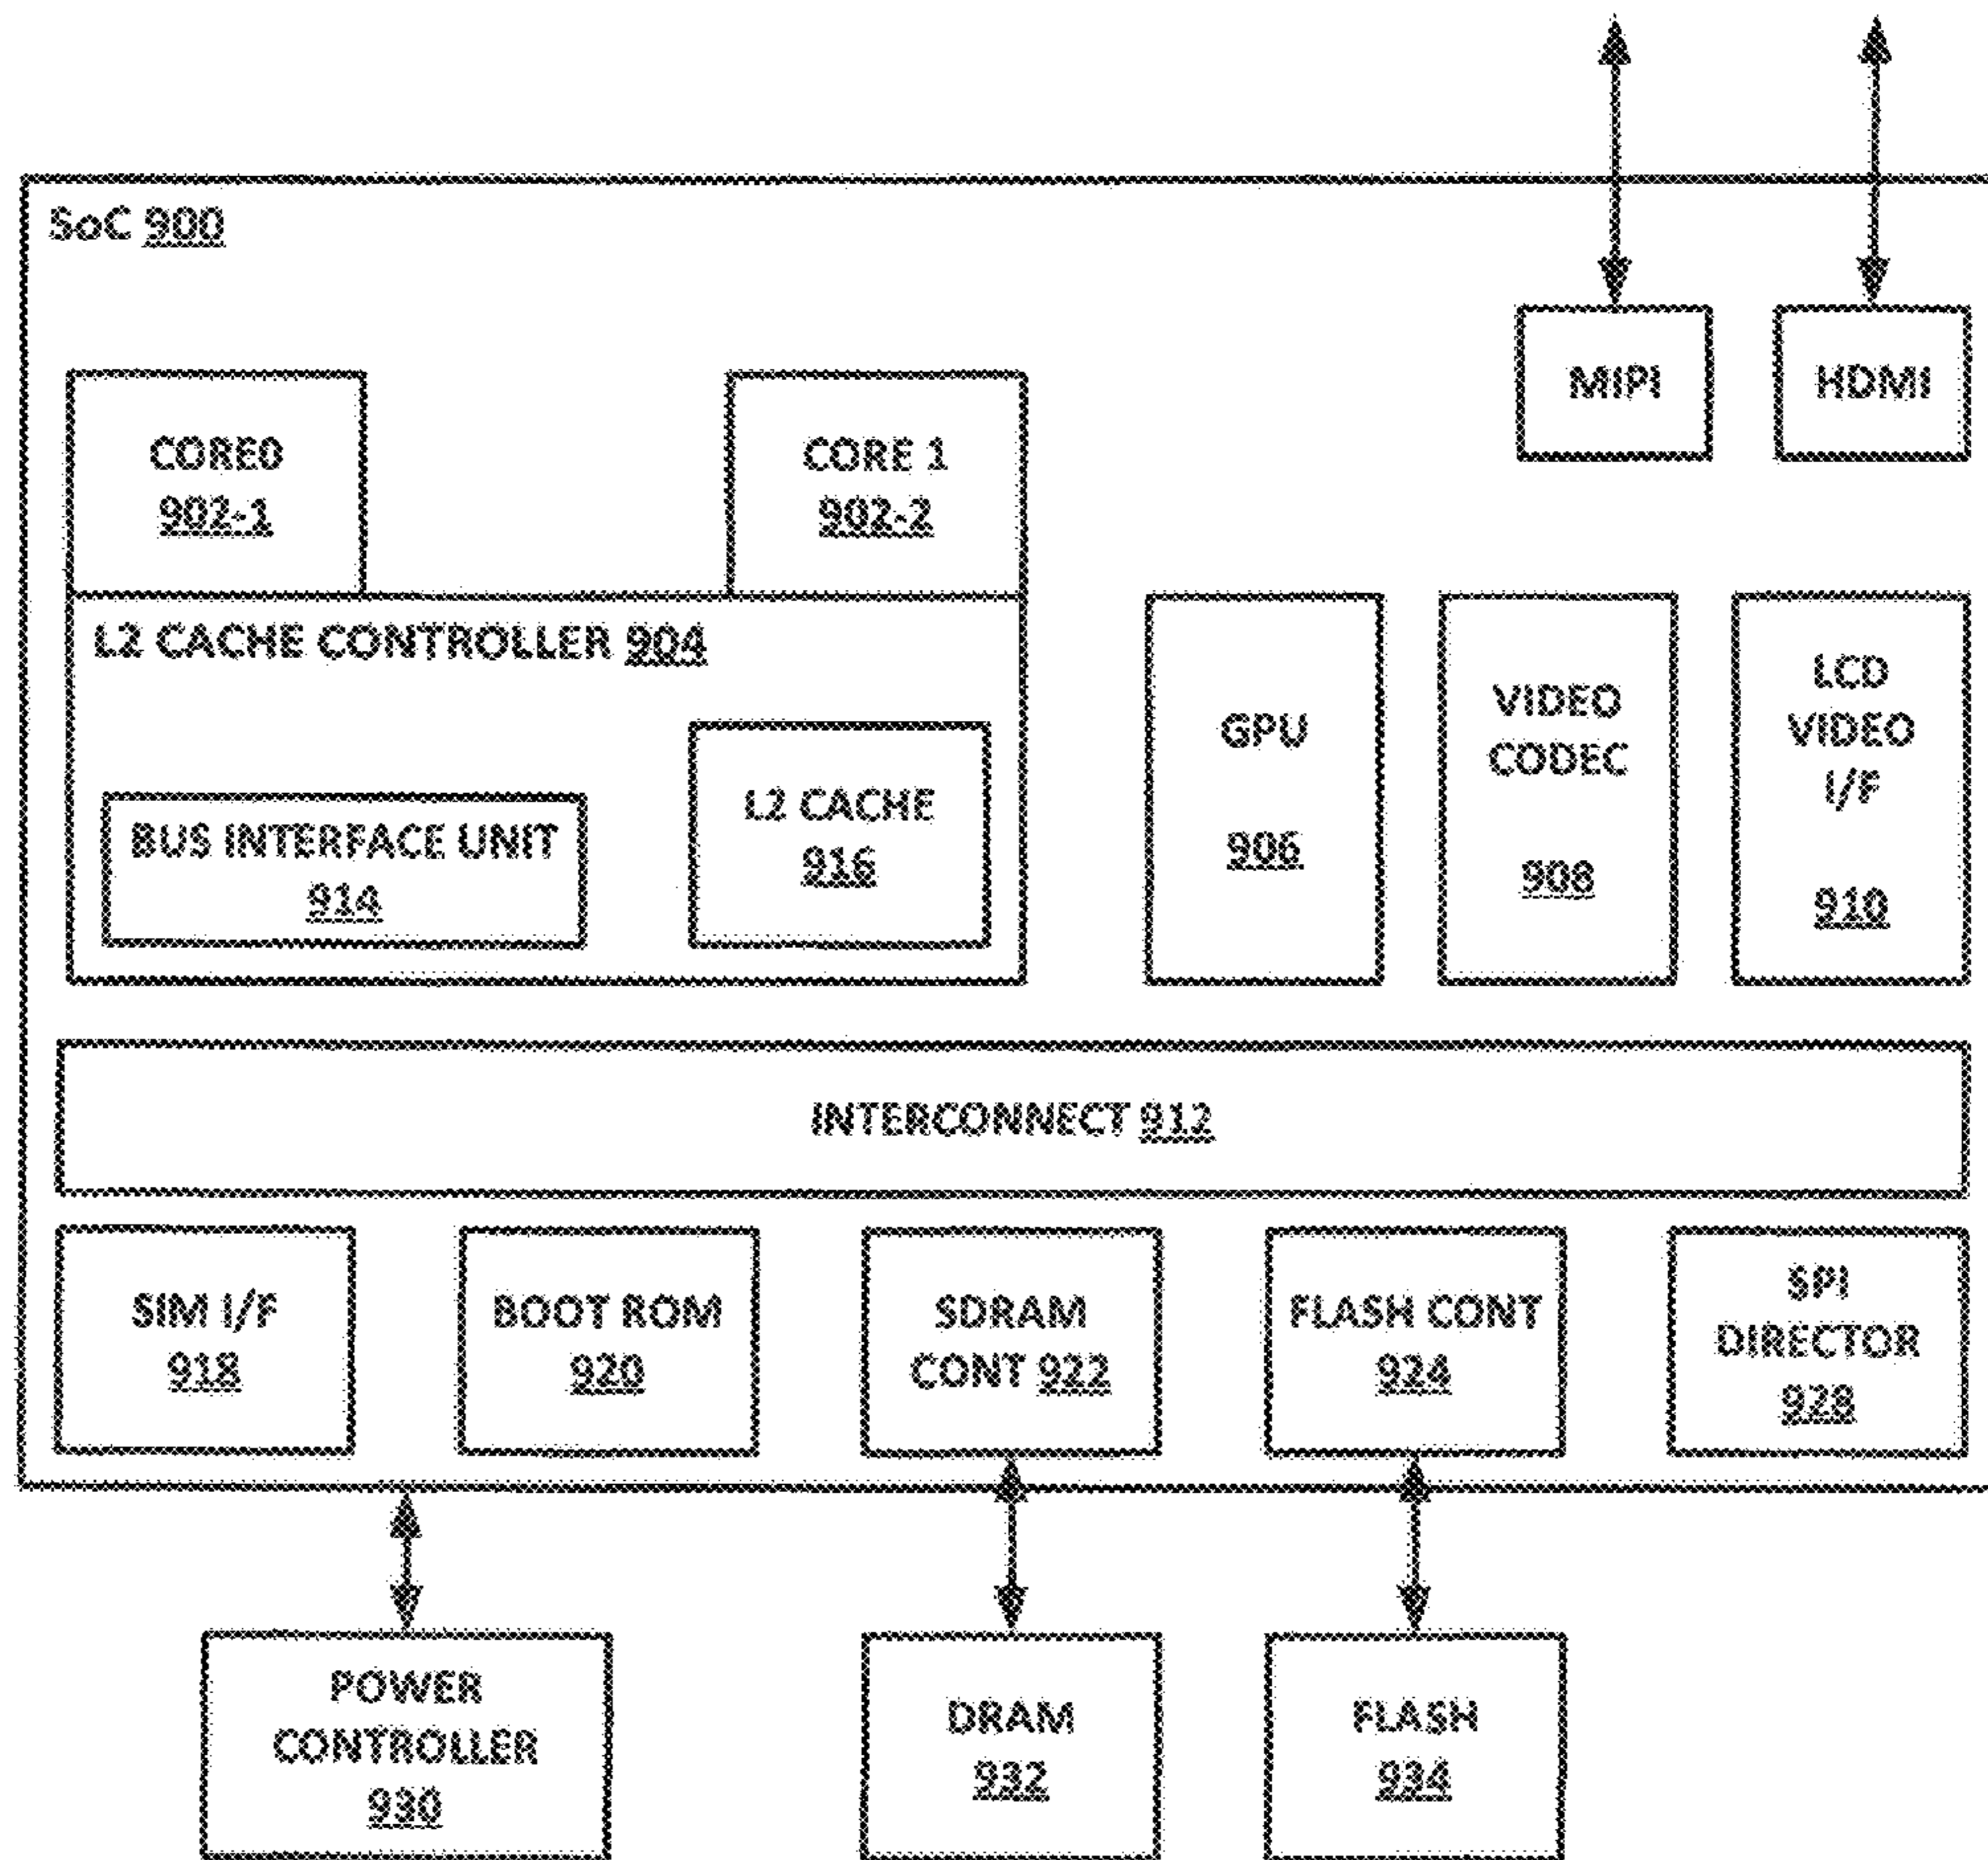 SoC 900
MIPI
HDMI
CORE0
902-1
CORE 1
902-2
L2 CACHE CONTROLLER 904
BUS INTERFACE UNIT
914
L2 CACHE
916
GPU
906
VIDEO
CODEC
908
LCD
VIDEO
I/F
910
INTERCONNECT 912
SIM I/F
918
BOOT ROM
920
SDRAM
CONT 922
FLASH CONT
924
SPI
DIRECTOR
928
POWER
CONTROLLER
930
DRAM
932
FLASH
934